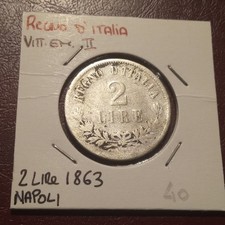 REGNO D'ITALIA
VITT.EM. II
REGNO D'ITALIA
2
LIRE
2 LIRE 1863
NAPOLI
40